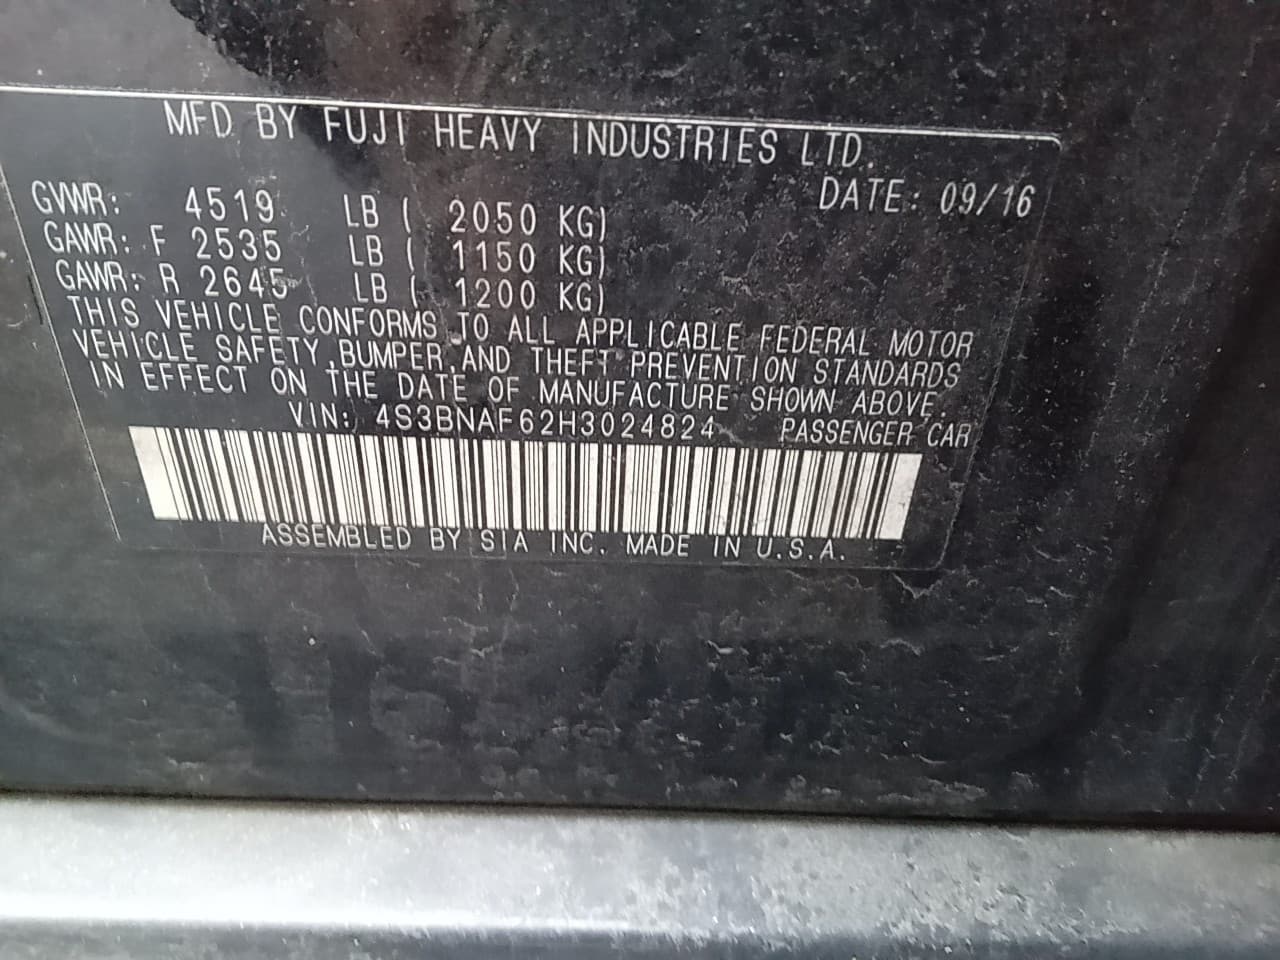 MFD BY FUJI HEAVY INDUSTRIES LTD.
DATE: 09/16
GVWR: 4519 LB ( 2050 KG)
GAWR: F 2535 LB ( 1150 KG)
GAWR: R 2645 LB ( 1200 KG)
THIS VEHICLE CONFORMS TO ALL APPLICABLE FEDERAL MOTOR
VEHICLE SAFETY,BUMPER,AND THEFT PREVENTION STANDARDS
IN EFFECT ON THE DATE OF MANUFACTURE SHOWN ABOVE.
VIN: 4S3BNAF62H3024824 PASSENGER CAR
ASSEMBLED BY SIA INC. MADE IN U.S.A.